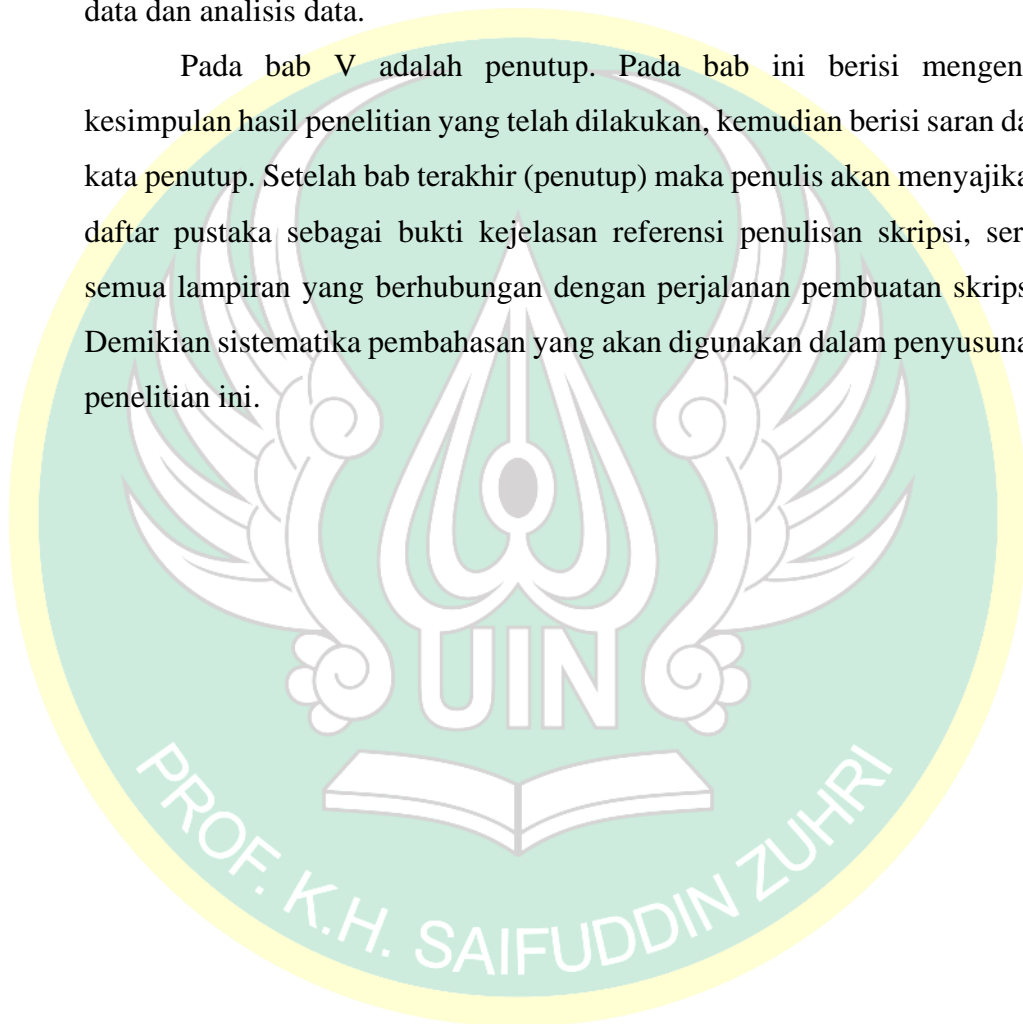 data dan analisis data.
Pada bab V adalah penutup. Pada bab ini berisi mengen
kesimpulan hasil penelitian yang telah dilakukan, kemudian berisi saran da
kata penutup. Setelah bab terakhir (penutup) maka penulis akan menyajika
daftar pustaka sebagai bukti kejelasan referensi penulisan skripsi, ser
semua lampiran yang berhubungan dengan perjalanan pembuatan skrips
Demikian sistematika pembahasan yang akan digunakan dalam penyusuna
penelitian ini.
UIN
PROF. K.H. SAIFUDDIN ZUHRI